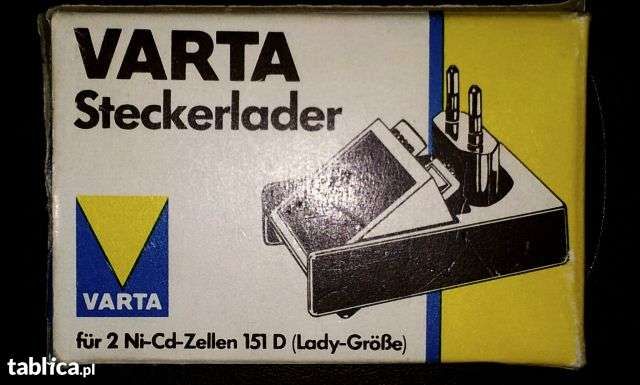 VARTA
Steckerlader
VARTA
für 2 Ni-Cd-Zellen 151 D (Lady-Größe)
tablica.pl